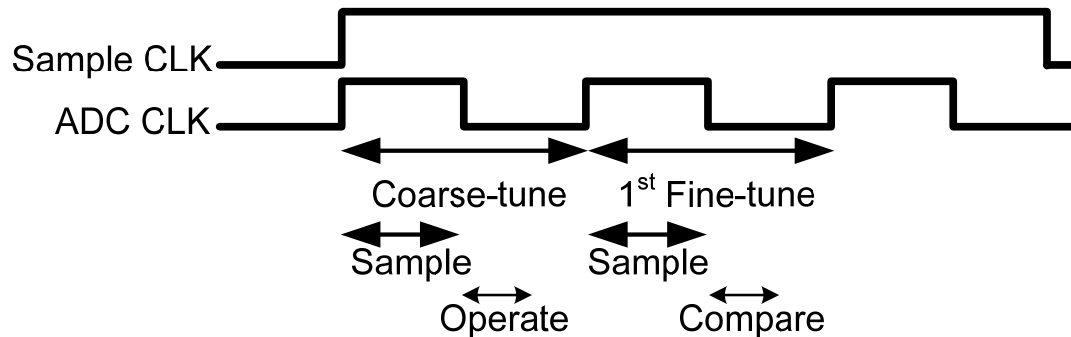 Sample CLK
ADC CLK
Coarse-tune
1st Fine-tune
Sample
Sample
Operate
Compare